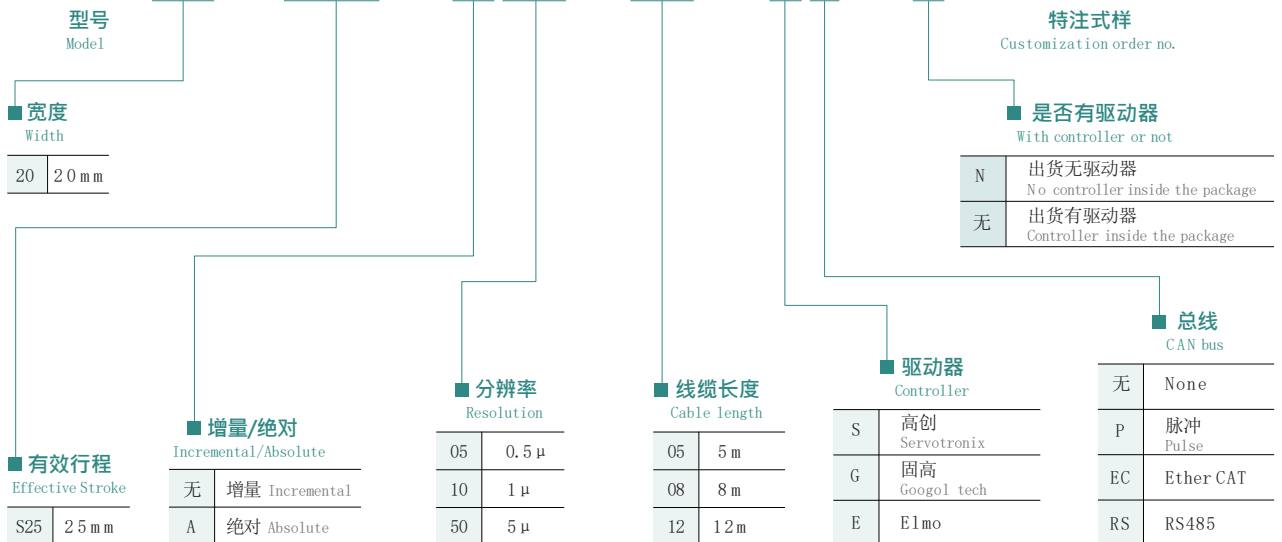 型号
Model
特注式样
Customization order no.
宽度
Width
20 20mm
是否有驱动器
With controller or not
N 出货无驱动器
No controller inside the package
无 出货有驱动器
Controller inside the package
有效行程
Effective Stroke
S25 25mm
增量/绝对
Incremental/Absolute
无 增量 Incremental
A 绝对 Absolute
分辨率
Resolution
05 0.5μ
10 1μ
50 5μ
线缆长度
Cable length
05 5m
08 8m
12 12m
驱动器
Controller
S 高创
Servotronix
G 固高
Googol tech
E Elmo
总线
CAN bus
无 None
P 脉冲
Pulse
EC Ether CAT
RS RS485